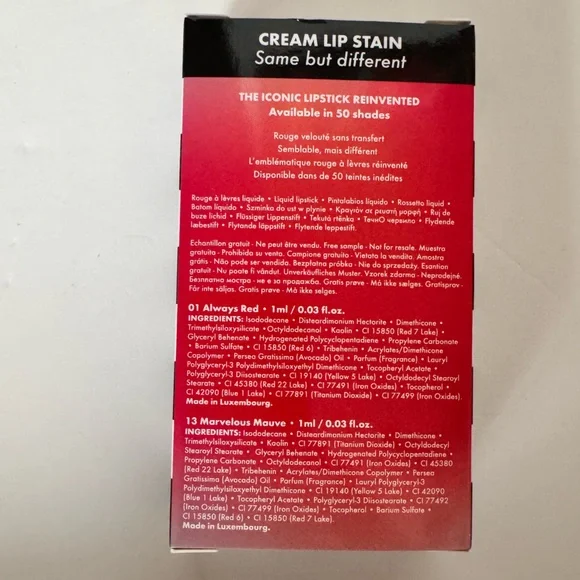 CREAM LIP STAIN
Same but different
THE ICONIC LIPSTICK REINVENTED
Available in 50 shades
Rouge velouté sans transfert
Semblable, mais différent
L'emblématique rouge à lèvres réinventé
Disponible dans de 50 teintes inédites
Rouge à lèvres liquide • Liquid lipstick • Pintalabios líquido • Rossetto liquido •
Batom líquido • Szminka do ust w płynie • Κραγιόν σε ρευστή μορφή • Ruj de
buze lichid • Flüssiger Lippenstift • Tekutá rtěnka • Течно червило • Flydende
læbestift • Flytande läppstift • Flytende leppestift.
Echantillon gratuit - Ne peut être vendu. Free sample - Not for resale. Muestra
gratuita - Prohibida su venta. Campione gratuito - Vietata la vendita. Amostra
grátis - Não pode ser vendido. Bezpłatna próbka - Nie do sprzedaży. Esantion
gratuit - Nu poate fi vândut. Unverkäufliches Muster. Vzorek zdarma - Neprodejné.
Безплатна мостра - не е за продажба. Gratis prøve - Må ikke sælges. Gratisprov -
Får inte säljas. Gratis prøve - Må ikke selges.
01 Always Red • 1ml / 0.03 fl.oz.
INGREDIENTS: Isododecane • Disteardimonium Hectorite • Dimethicone •
Trimethylsiloxysilicate • Octyldodecanol • Kaolin • CI 15850 (Red 7 Lake) •
Glyceryl Behenate • Hydrogenated Polycyclopentadiene • Propylene Carbonate
• Barium Sulfate • CI 15850 (Red 6) • Tribehenin • Acrylates/Dimethicone
Copolymer • Persea Gratissima (Avocado) Oil • Parfum (Fragrance) • Lauryl
Polyglyceryl-3 Polydimethylsiloxyethyl Dimethicone • Tocopheryl Acetate •
Polyglyceryl-3 Diisostearate • CI 19140 (Yellow 5 Lake) • Octyldodecyl Stearoyl
Stearate • CI 45380 (Red 22 Lake) • CI 77491 (Iron Oxides) • Tocopherol •
CI 42090 (Blue 1 Lake) • CI 77891 (Titanium Dioxide) • CI 77499 (Iron Oxides).
Made in Luxembourg.
13 Marvelous Mauve • 1ml / 0.03 fl.oz.
INGREDIENTS: Isododecane • Disteardimonium Hectorite • Dimethicone •
Trimethylsiloxysilicate • Kaolin • CI 77891 (Titanium Dioxide) • Octyldodecyl
Stearoyl Stearate • Glyceryl Behenate • Hydrogenated Polycyclopentadiene •
Propylene Carbonate • Octyldodecanol • CI 77491 (Iron Oxides) • CI 45380
(Red 22 Lake) • Tribehenin • Acrylates/Dimethicone Copolymer • Persea
Gratissima (Avocado) Oil • Parfum (Fragrance) • Lauryl Polyglyceryl-3
Polydimethylsiloxyethyl Dimethicone • CI 19140 (Yellow 5 Lake) • CI 42090
(Blue 1 Lake) • Tocopheryl Acetate • Polyglyceryl-3 Diisostearate • CI 77492
(Iron Oxides) • CI 77499 (Iron Oxides) • Tocopherol • Barium Sulfate •
CI 15850 (Red 6) • CI 15850 (Red 7 Lake).
Made in Luxembourg.